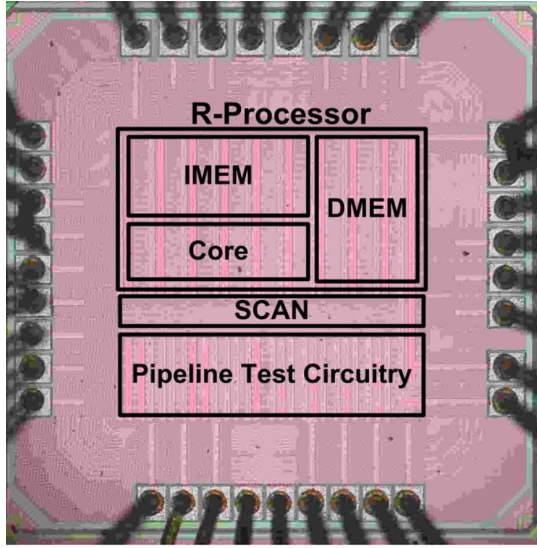 R-Processor
IMEM
DMEM
Core
SCAN
Pipeline Test Circuitry